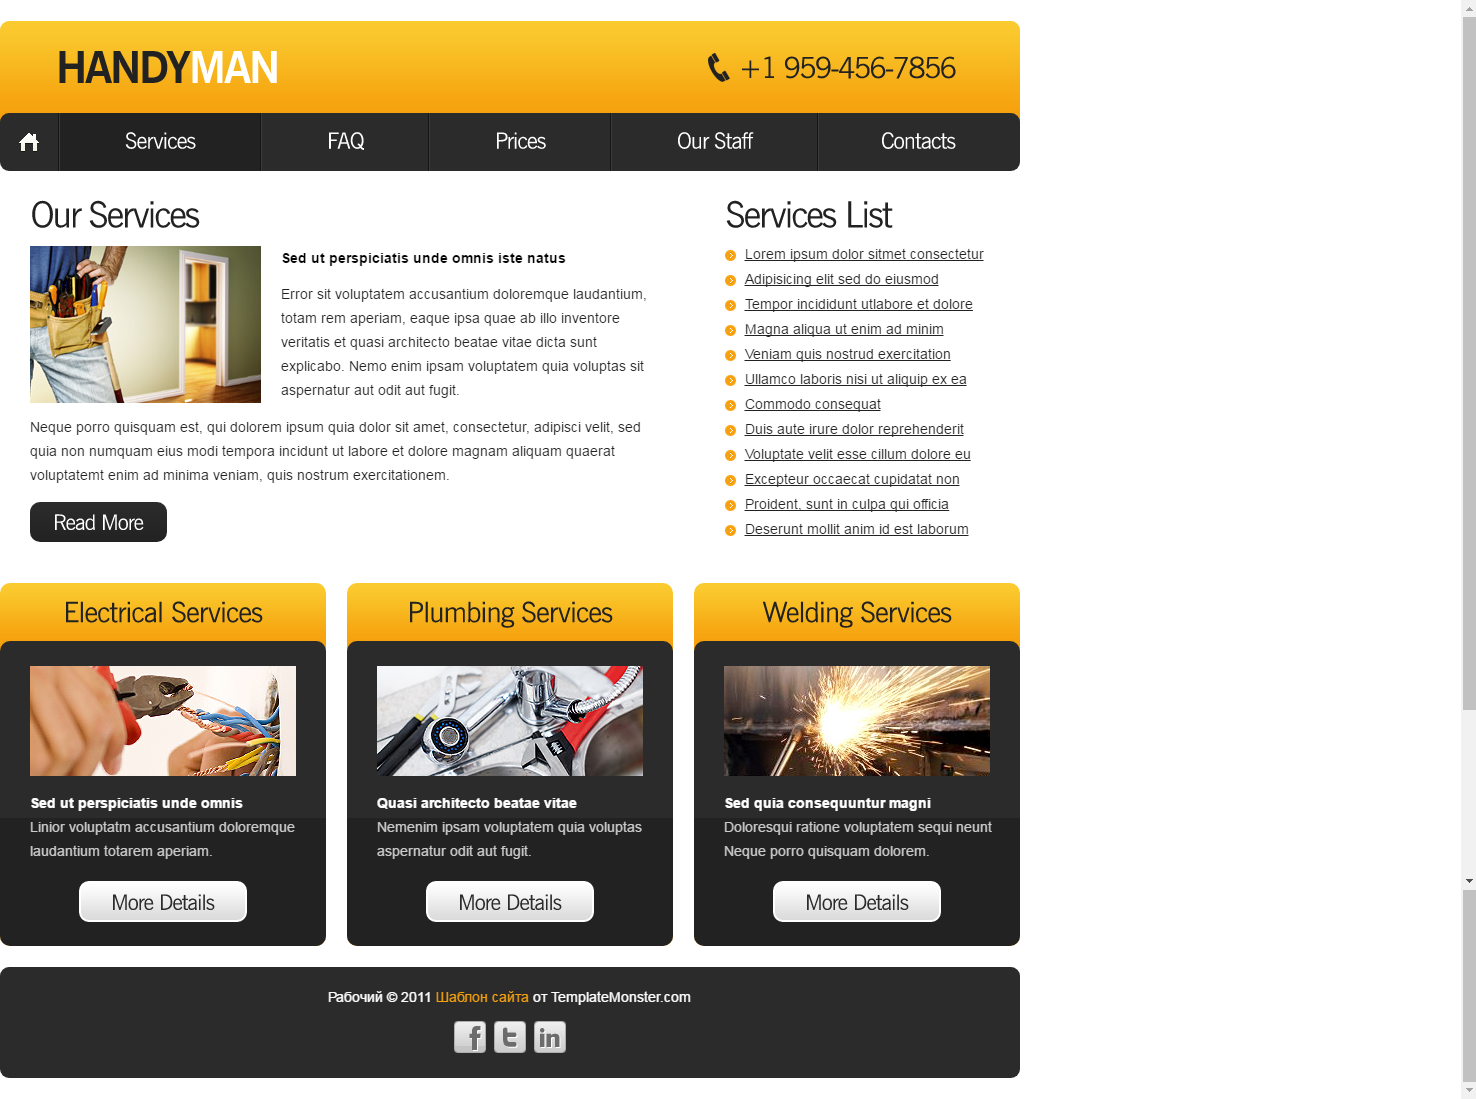 HANDYMAN
+1 959-456-7856
Services
FAQ
Prices
Our Staff
Contacts
Our Services
Sed ut perspiciatis unde omnis iste natus
Error sit voluptatem accusantium doloremque laudantium,
totam rem aperiam, eaque ipsa quae ab illo inventore
veritatis et quasi architecto beatae vitae dicta sunt
explicabo. Nemo enim ipsam voluptatem quia voluptas sit
aspernatur aut odit aut fugit.
Neque porro quisquam est, qui dolorem ipsum quia dolor sit amet, consectetur, adipisci velit, sed
quia non numquam eius modi tempora incidunt ut labore et dolore magnam aliquam quaerat
voluptatemt enim ad minima veniam, quis nostrum exercitationem.
Read More
Services List
Lorem ipsum dolor sitmet consectetur
Adipisicing elit sed do eiusmod
Tempor incididunt utlabore et dolore
Magna aliqua ut enim ad minim
Veniam quis nostrud exercitation
Ullamco laboris nisi ut aliquip ex ea
Commodo consequat
Duis aute irure dolor reprehenderit
Voluptate velit esse cillum dolore eu
Excepteur occaecat cupidatat non
Proident, sunt in culpa qui officia
Deserunt mollit anim id est laborum
Electrical Services
Sed ut perspiciatis unde omnis
Linior voluptatm accusantium doloremque
laudantium totarem aperiam.
More Details
Plumbing Services
Quasi architecto beatae vitae
Nemenim ipsam voluptatem quia voluptas
aspernatur odit aut fugit.
More Details
Welding Services
Sed quia consequuntur magni
Doloresqui ratione voluptatem sequi neunt
Neque porro quisquam dolorem.
More Details
Рабочий © 2011 Шаблон сайта от TemplateMonster.com
f t in